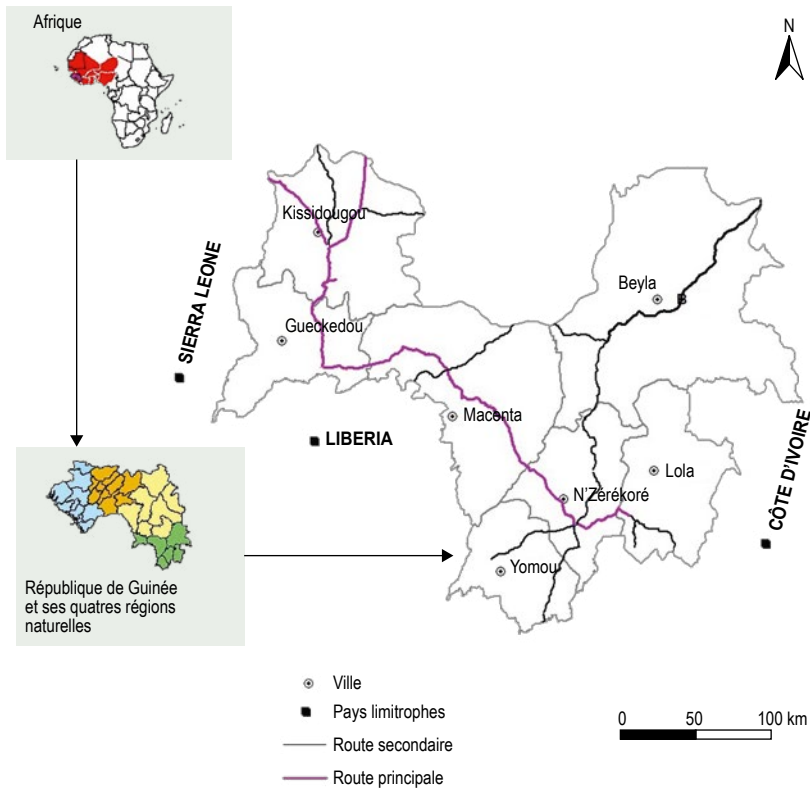 Afrique
N
Kissidougou
Beyla
B
Gueckedou
SIERRA LEONE
Macenta
LIBERIA
Lola
N'Zérékoré
CÔTE D'IVOIRE
Yomou
République de Guinée
et ses quatres régions
naturelles
Ville
Pays limitrophes
Route secondaire
Route principale
0 50 100 km